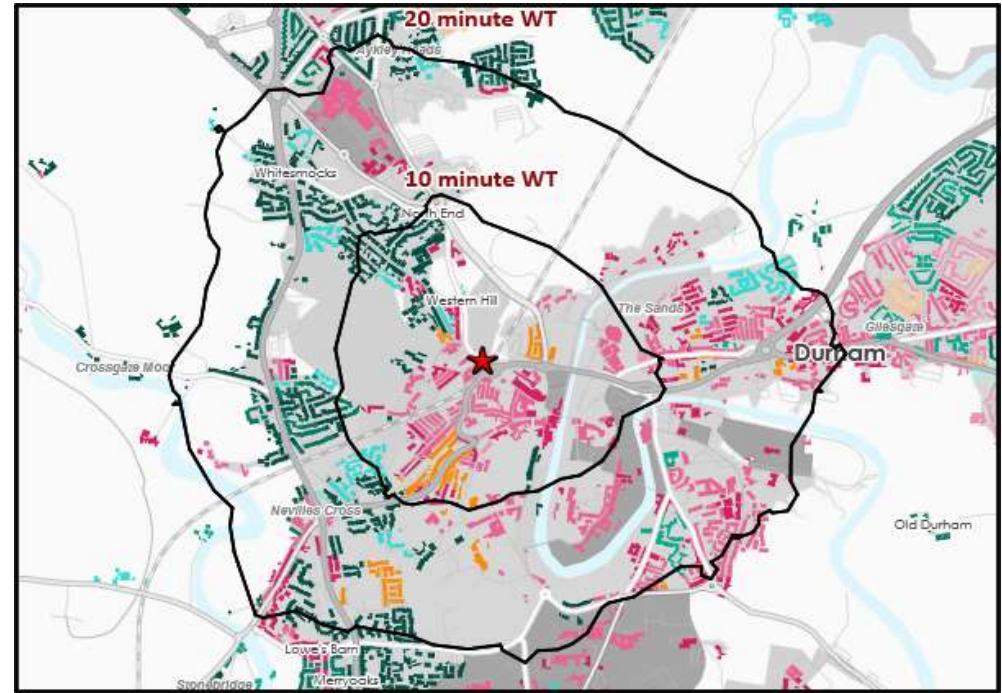 20 minute WT
Aykley Heads
Whitesmocks
10 minute WT
North End
Western Hill
The Sands
Gilesgate
Durham
Crossgate Moor
Nevilles Cross
Old Durham
Lowe's Barn
Merryoaks
Stonebridge